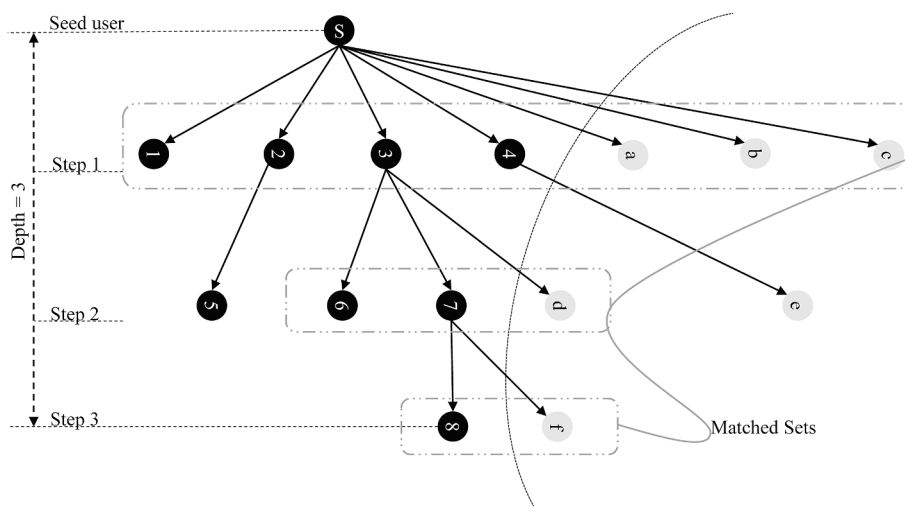 Seed user
S
1
2
3
4
a
b
c
Step 1
Depth = 3
5
6
7
d
e
Step 2
8
f
Step 3
Matched Sets